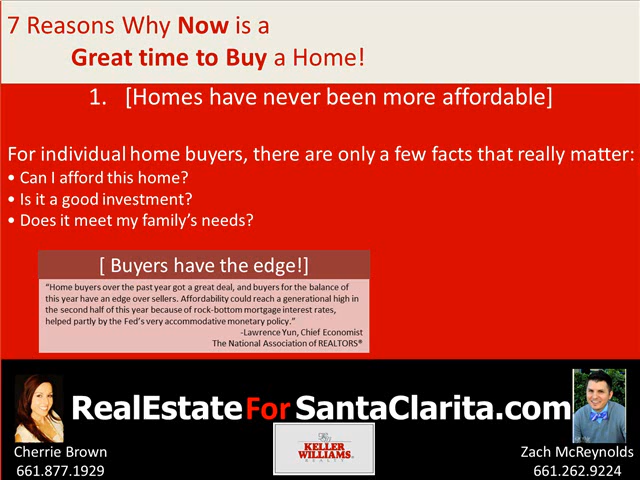 7 Reasons Why Now is a
Great time to Buy a Home!
1. [Homes have never been more affordable]
For individual home buyers, there are only a few facts that really matter:
• Can I afford this home?
• Is it a good investment?
• Does it meet my family's needs?
[ Buyers have the edge!]
“Home buyers over the past year got a great deal, and buyers for the balance of
this year have an edge over sellers. Affordability could reach a generational high in
the second half of this year because of rock-bottom mortgage interest rates,
helped partly by the Fed's very accommodative monetary policy.”
-Lawrence Yun, Chief Economist
The National Association of REALTORS®
RealEstateForSantaClarita.com
KELLER
WILLIAMS
REALTY
Cherrie Brown
661.877.1929
Zach McReynolds
661.262.9224